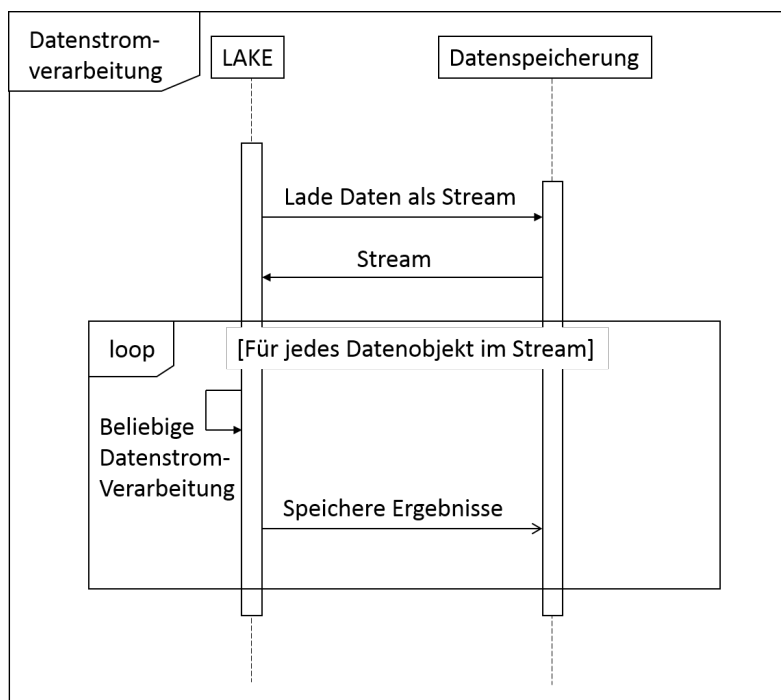 Datenstrom-
verarbeitung
LAKE
Datenspeicherung
Lade Daten als Stream
Stream
loop
[Für jedes Datenobjekt im Stream]
Beliebige
Datenstrom-
Verarbeitung
Speichere Ergebnisse